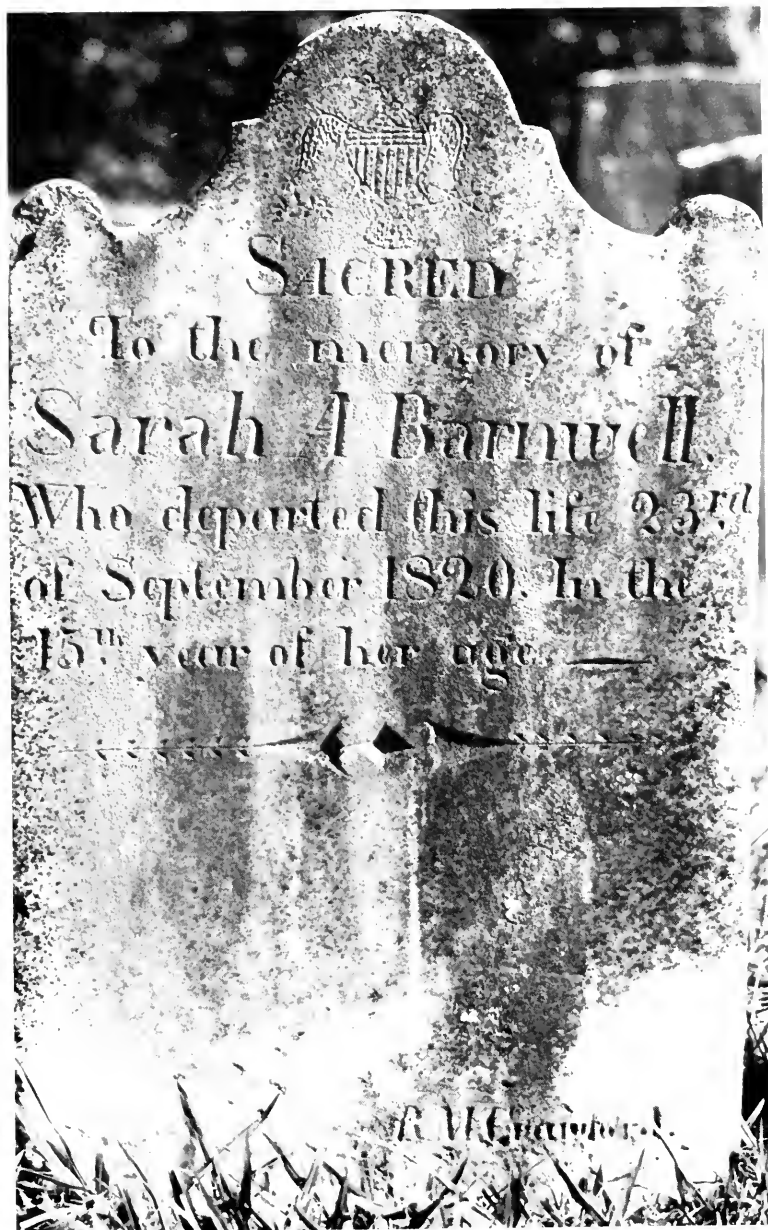 SACRED
To the memory of
Sarah A Barnwell.
Who departed this life 23rd
of September 1820. In the
15th year of her age.
R. W. Crawford.